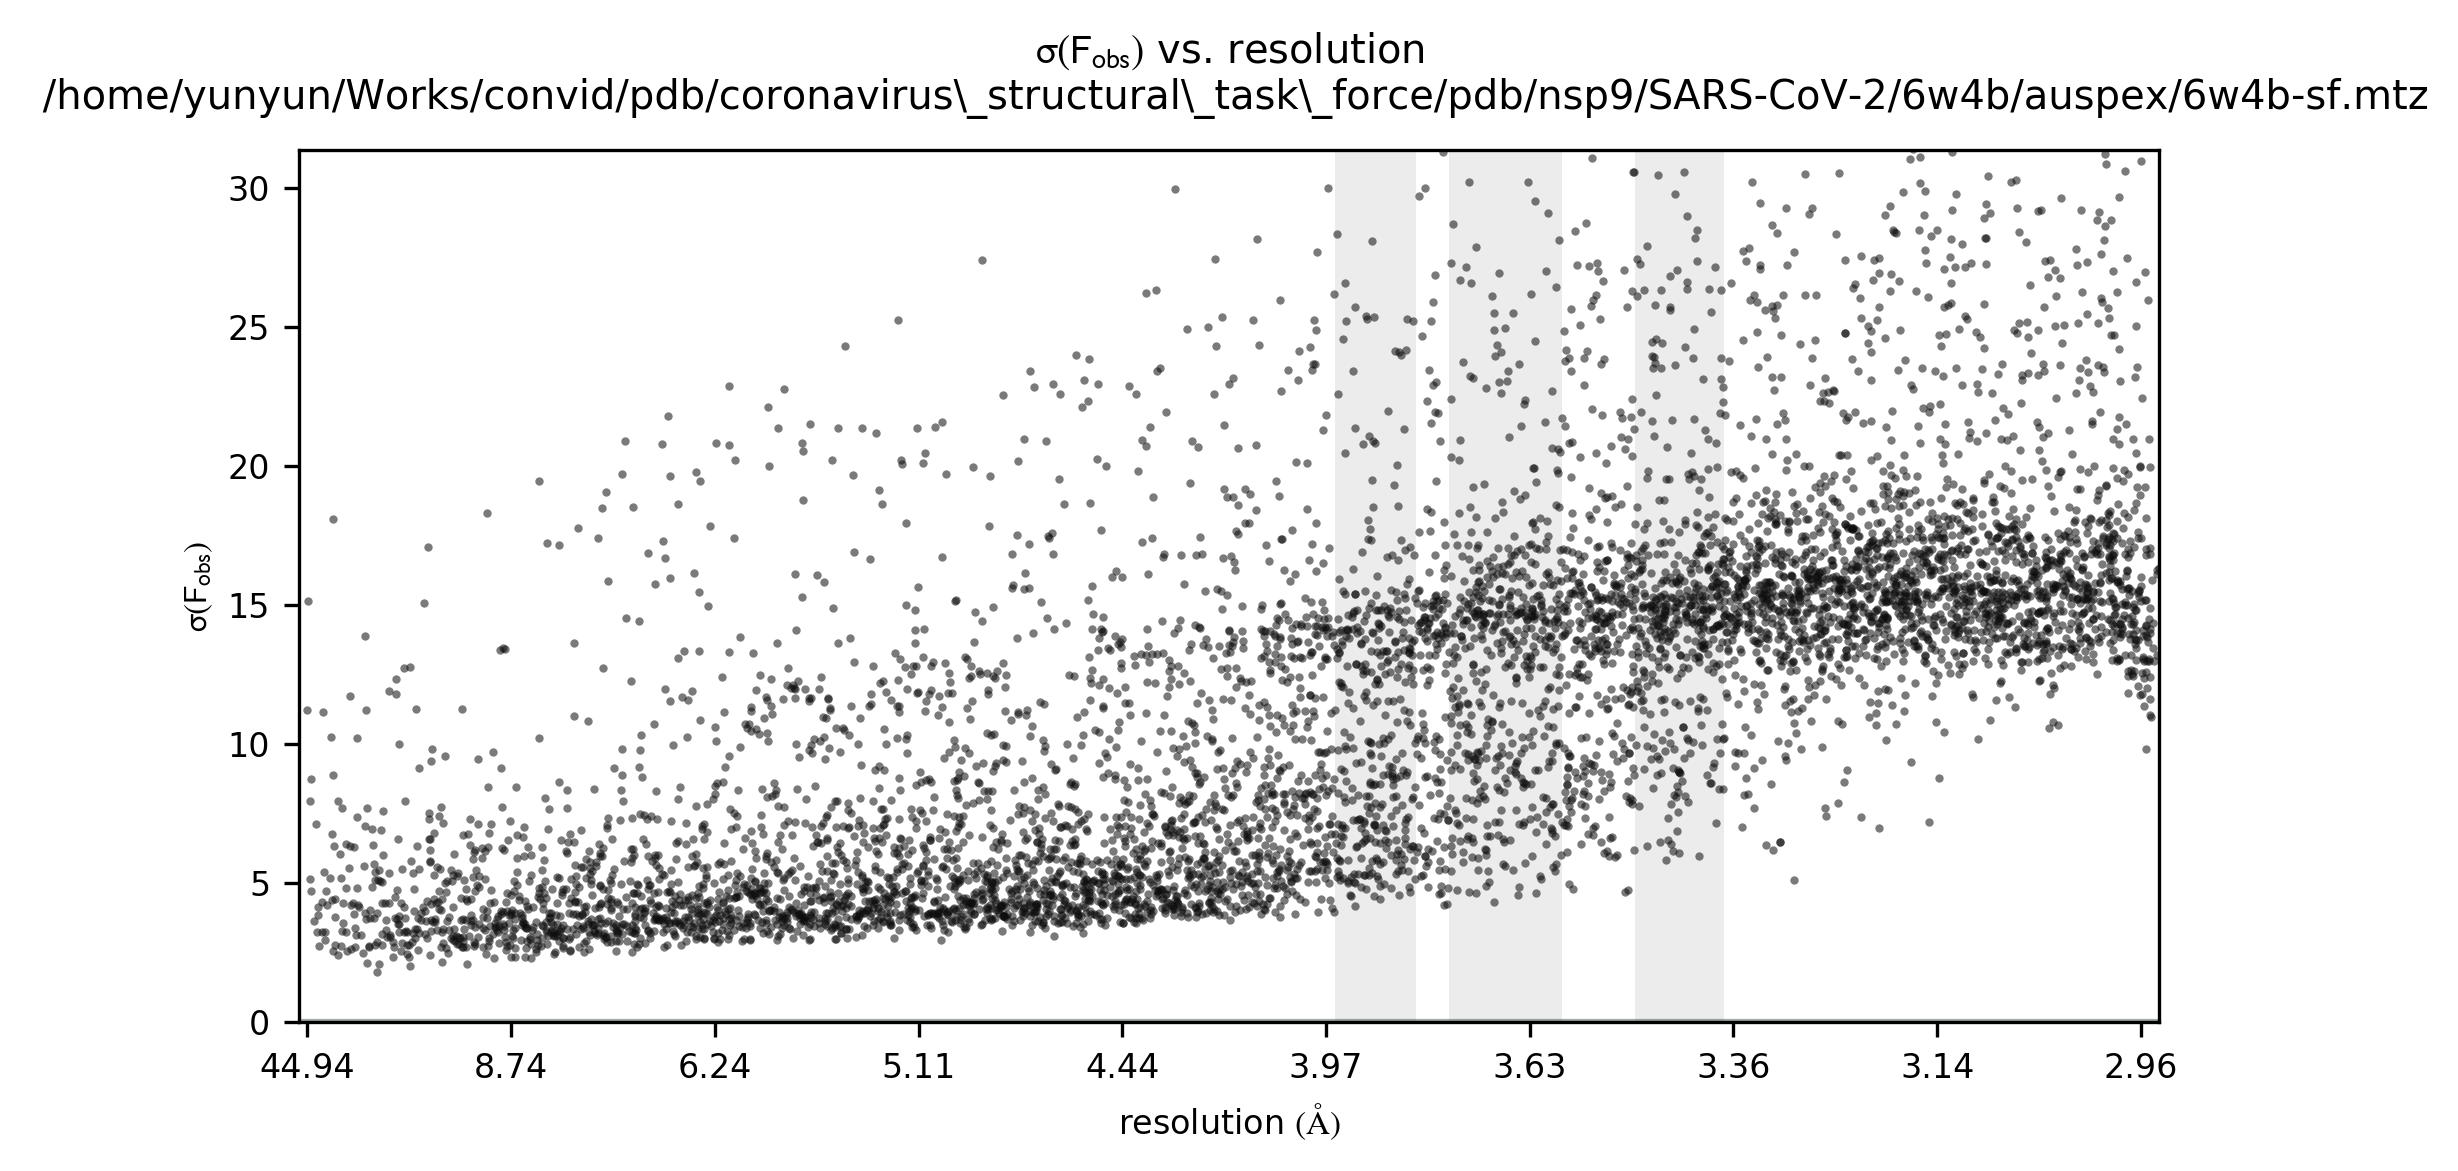 σ(Fobs) vs. resolution
/home/yunyun/Works/convid/pdb/coronavirus\_structural\_task\_force/pdb/nsp9/SARS-CoV-2/6w4b/auspex/6w4b-sf.mtz
30
25
20
15
10
5
0
σ(Fobs)
44.94 8.74 6.24 5.11 4.44 3.97 3.63 3.36 3.14 2.96
resolution (Å)